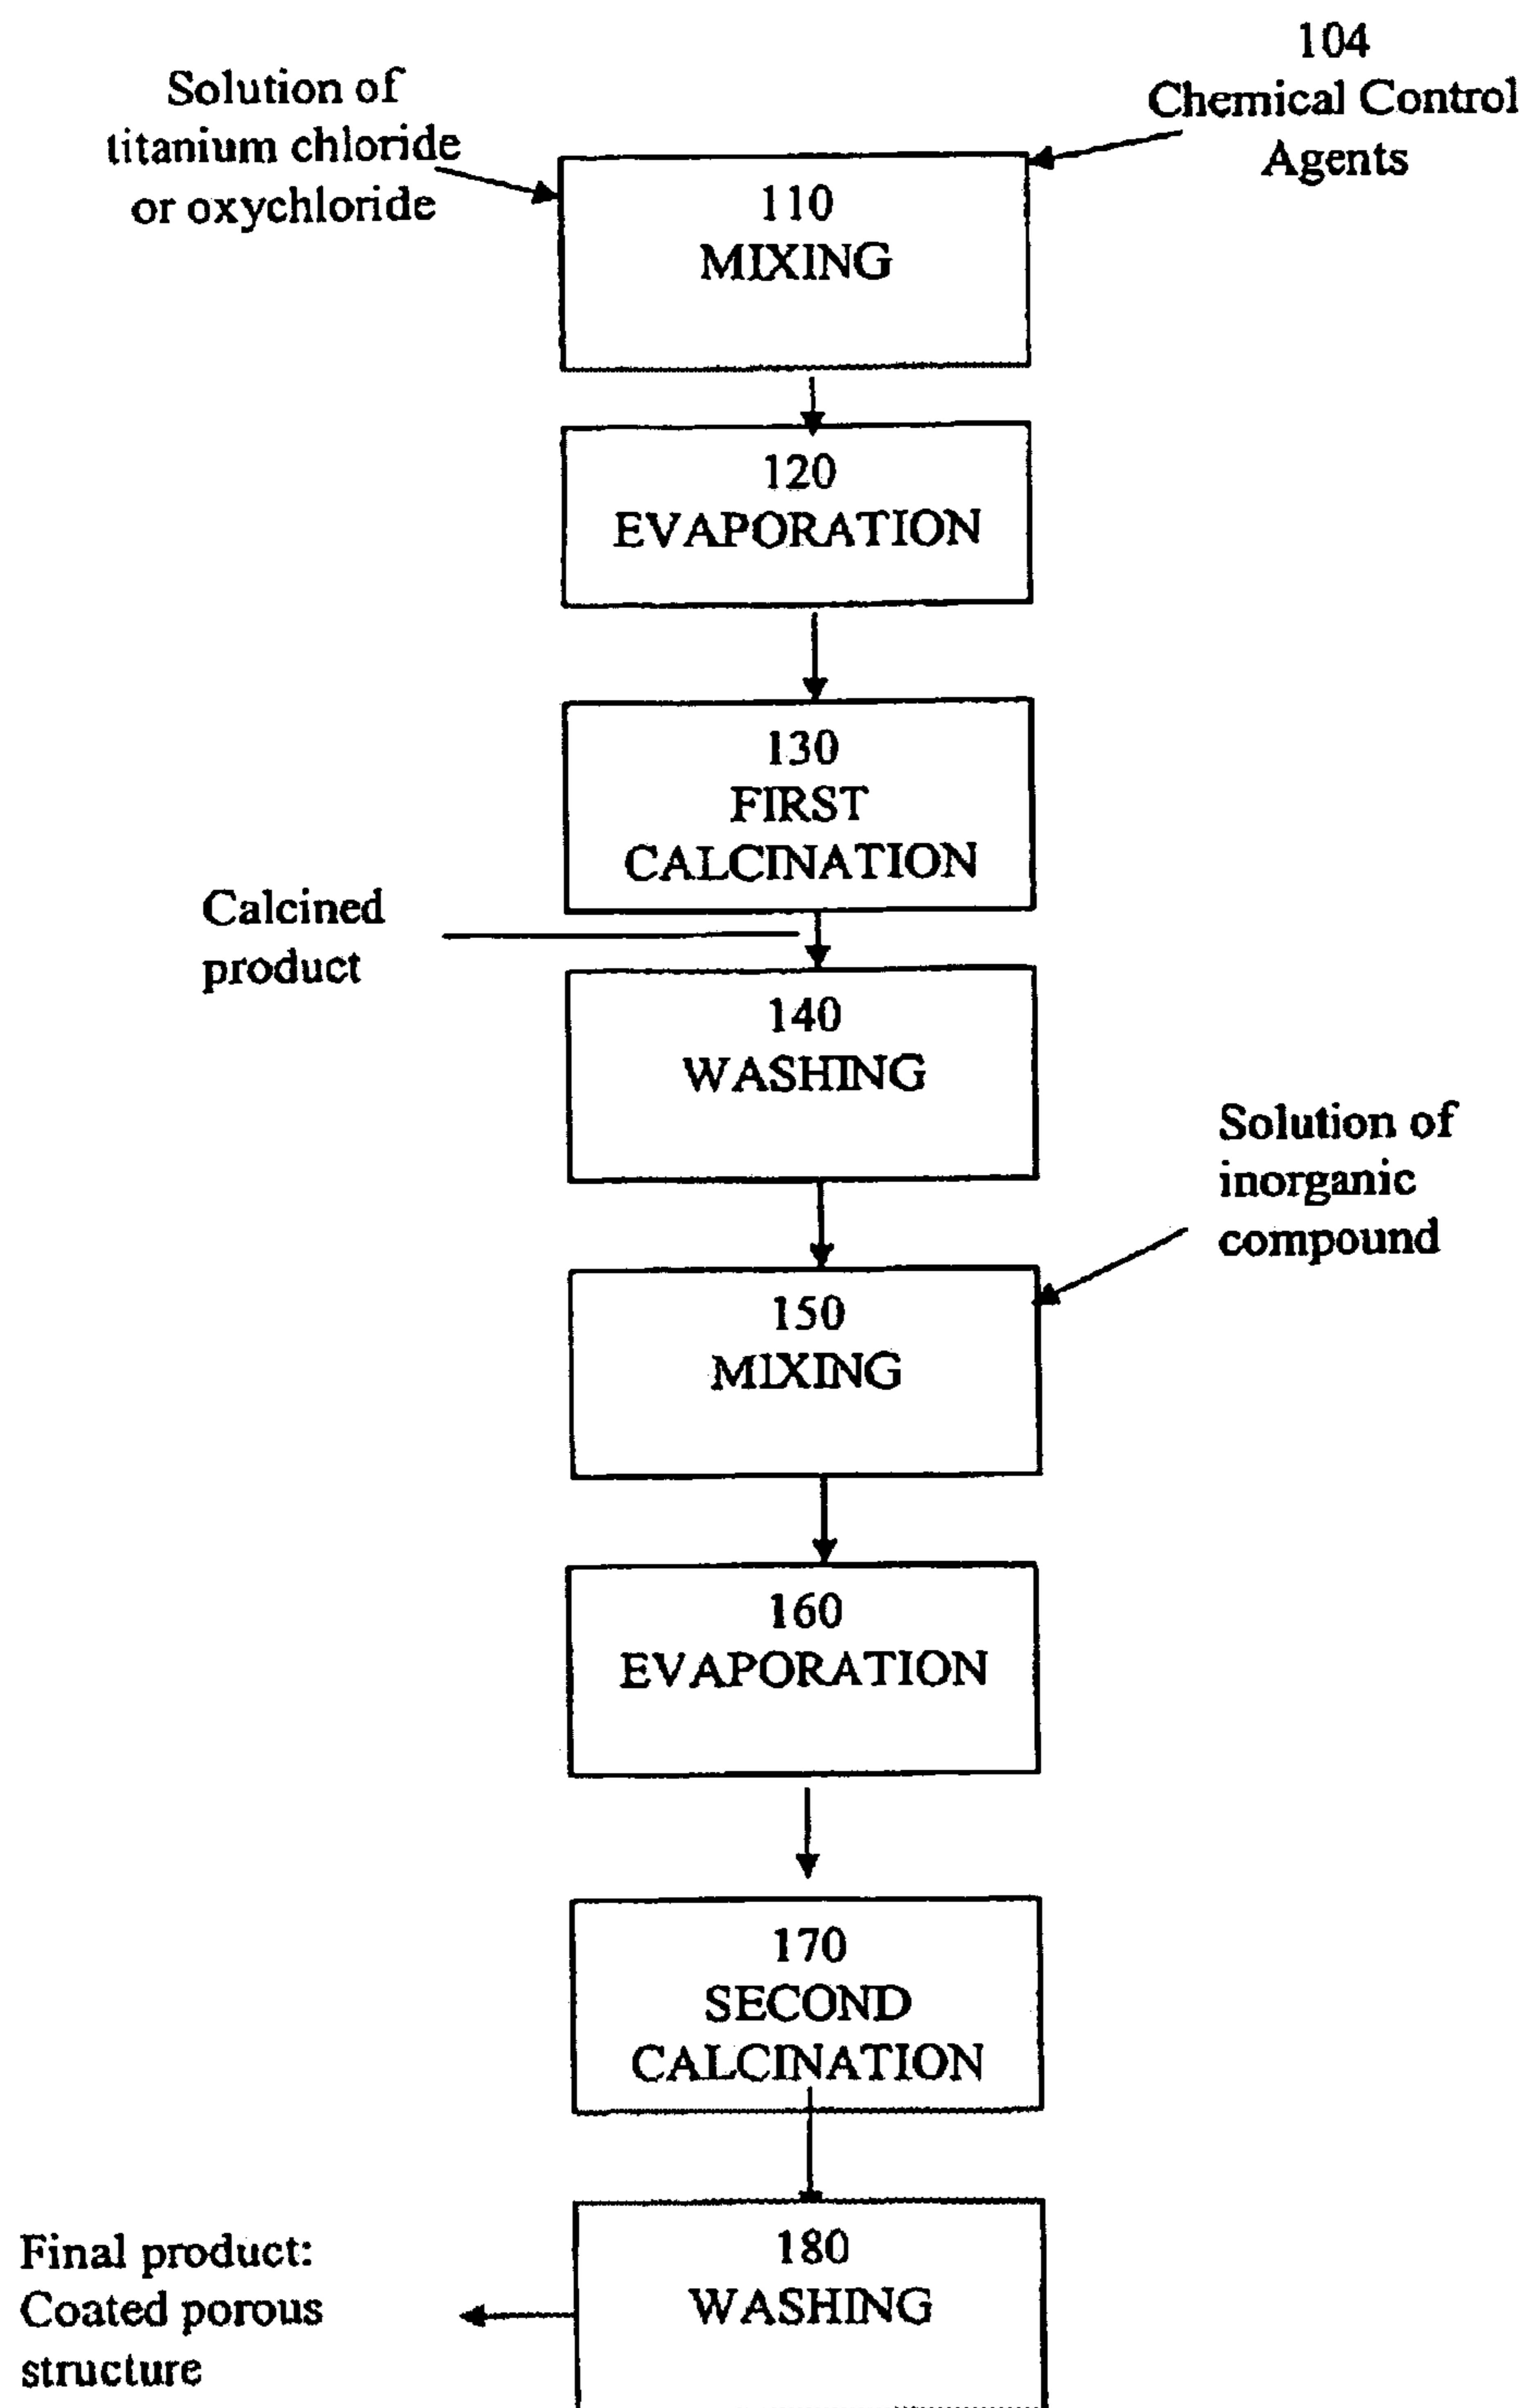 Solution of
titanium chloride
or oxychloride
104
Chemical Control
Agents
110
MIXING
120
EVAPORATION
130
FIRST
CALCINATION
Calcined
product
140
WASHING
Solution of
inorganic
compound
150
MIXING
160
EVAPORATION
170
SECOND
CALCINATION
180
WASHING
Final product:
Coated porous
structure